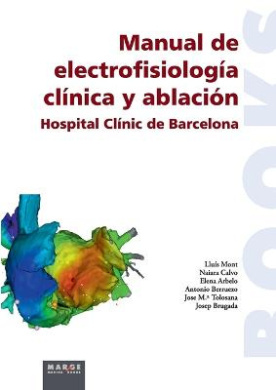 Manual de
electrofisiología
clínica y ablación
Hospital Clínic de Barcelona
BOOKS
Lluís Mont
Naiara Calvo
Elena Arbelo
Antonio Berruezo
Jose M.ª Tolosana
Josep Brugada
MARGE
BOOKS